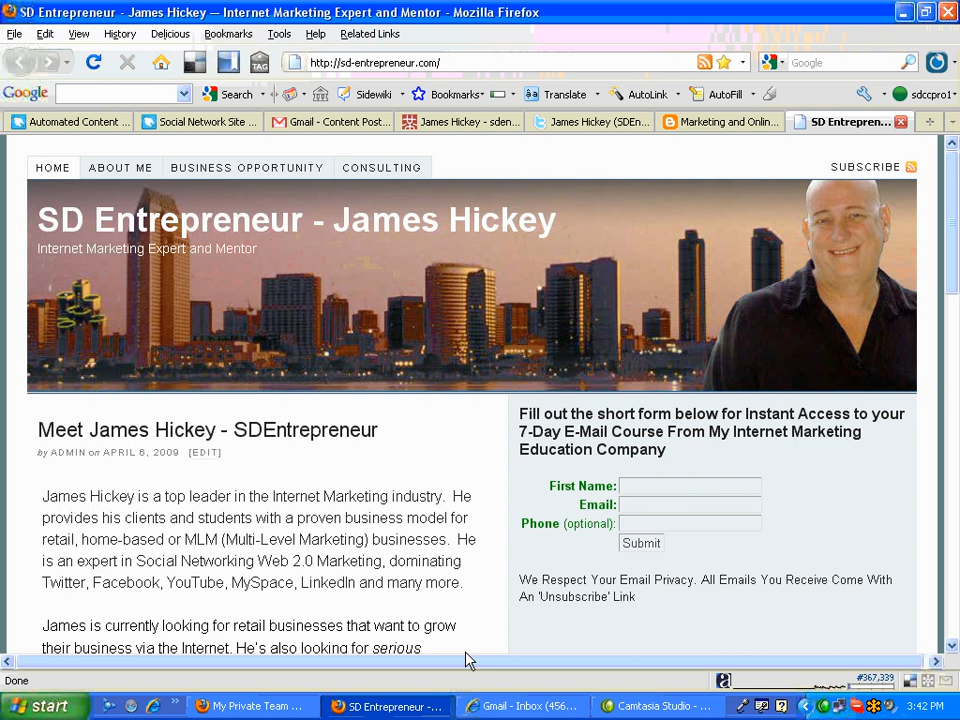 SD Entrepreneur - James Hickey — Internet Marketing Expert and Mentor - Mozilla Firefox
File Edit View History Delicious Bookmarks Tools Help Related Links
TAG http://sd-entrepreneur.com/ Google
Google Search Sidewiki Bookmarks Translate AutoLink AutoFill sdccpro1
Automated Content ... Social Network Site ... Gmail - Content Post... James Hickey - sden... James Hickey (SDEn... Marketing and Onlin... SD Entrepren...
HOME ABOUT ME BUSINESS OPPORTUNITY CONSULTING SUBSCRIBE
SD Entrepreneur - James Hickey
Internet Marketing Expert and Mentor
Meet James Hickey - SDEntrepreneur
by ADMIN on APRIL 6, 2009 [EDIT]
James Hickey is a top leader in the Internet Marketing industry. He
provides his clients and students with a proven business model for
retail, home-based or MLM (Multi-Level Marketing) businesses. He
is an expert in Social Networking Web 2.0 Marketing, dominating
Twitter, Facebook, YouTube, MySpace, LinkedIn and many more.
James is currently looking for retail businesses that want to grow
their business via the Internet. He's also looking for serious
Fill out the short form below for Instant Access to your
7-Day E-Mail Course From My Internet Marketing
Education Company
First Name:
Email:
Phone (optional):
Submit
We Respect Your Email Privacy. All Emails You Receive Come With
An 'Unsubscribe' Link
Done #367,339
start My Private Team ... SD Entrepreneur -... Gmail - Inbox (456... Camtasia Studio - ... 3:42 PM